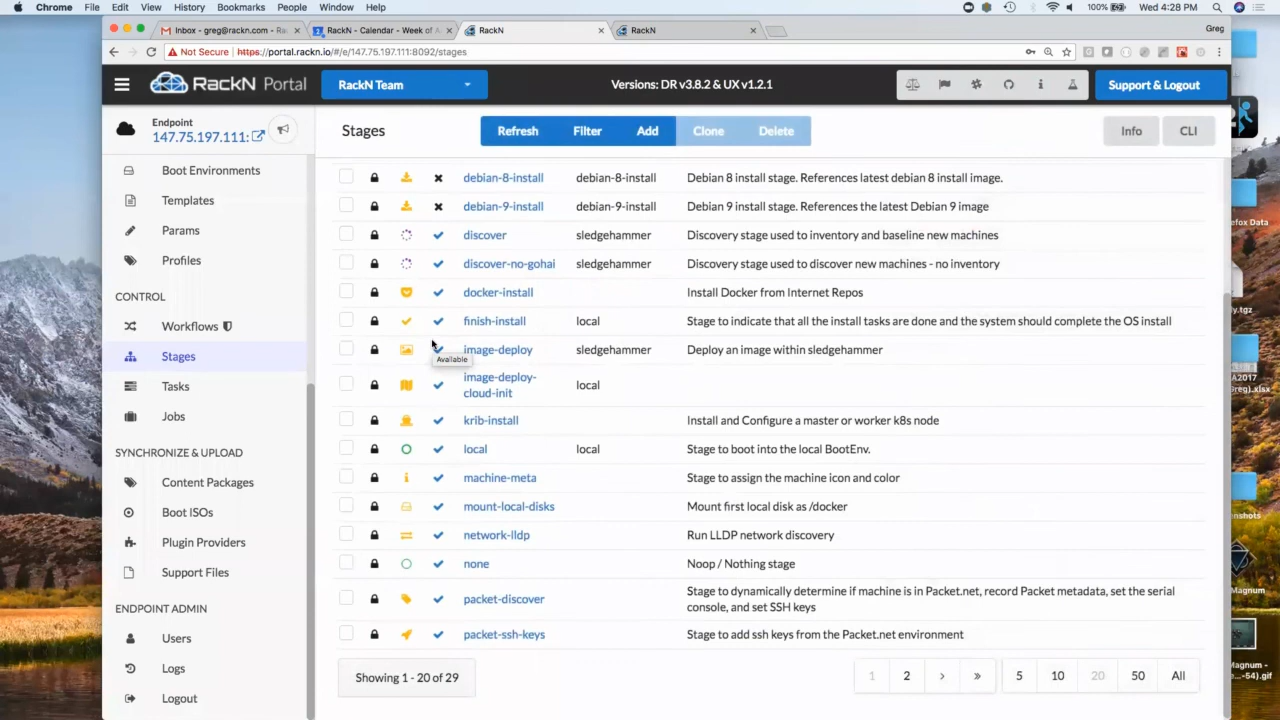 Chrome File Edit View History Bookmarks People Window Help
100% Wed 4:28 PM
Inbox - greg@rackn.com - Ra
RackN - Calendar - Week of A
RackN
RackN
Greg
Not Secure https://portal.rackn.io/#/e/147.75.197.111:8092/stages
RackN Portal
RackN Team
Versions: DR v3.8.2 & UX v1.2.1
Support & Logout
Endpoint
147.75.197.111:
Stages
Refresh Filter Add Clone Delete
Info CLI
Boot Environments
Templates
Params
Profiles
CONTROL
Workflows
Stages
Tasks
Jobs
SYNCHRONIZE & UPLOAD
Content Packages
Boot ISOs
Plugin Providers
Support Files
ENDPOINT ADMIN
Users
Logs
Logout
debian-8-install debian-8-install Debian 8 install stage. References latest debian 8 install image.
debian-9-install debian-9-install Debian 9 install stage. References the latest Debian 9 image
discover sledgehammer Discovery stage used to inventory and baseline new machines
discover-no-gohai sledgehammer Discovery stage used to discover new machines - no inventory
docker-install Install Docker from Internet Repos
finish-install local Stage to indicate that all the install tasks are done and the system should complete the OS install
image-deploy sledgehammer Deploy an image within sledgehammer
Available
image-deploy-
cloud-init local
krib-install Install and Configure a master or worker k8s node
local local Stage to boot into the local BootEnv.
machine-meta Stage to assign the machine icon and color
mount-local-disks Mount first local disk as /docker
network-lldp Run LLDP network discovery
none Noop / Nothing stage
packet-discover Stage to dynamically determine if machine is in Packet.net, record Packet metadata, set the serial
console, and set SSH keys
packet-ssh-keys Stage to add ssh keys from the Packet.net environment
Showing 1 - 20 of 29
1 2 › » 5 10 20 50 All
efox Data
y.tgz
A2017
Greg).xlsx
enshots
Magnum
Magnum -
e...-54).gif